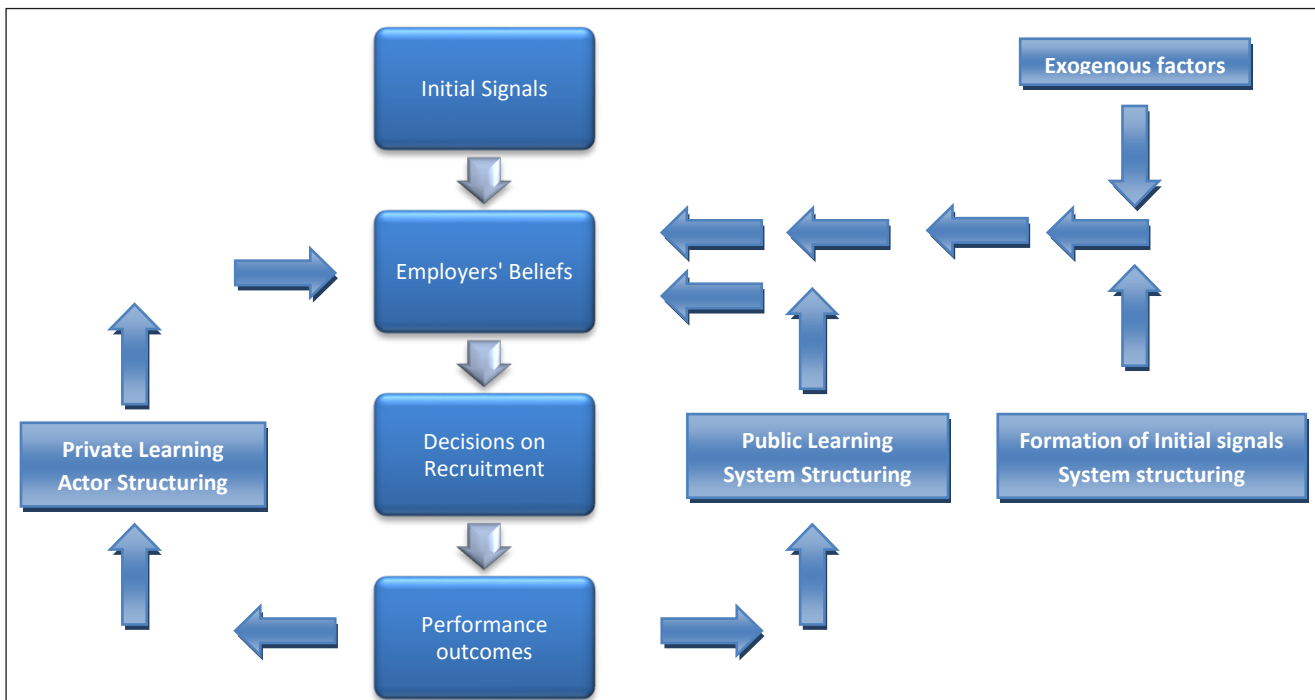 Initial Signals
Exogenous factors
Employers' Beliefs
Private Learning
Actor Structuring
Decisions on
Recruitment
Public Learning
System Structuring
Formation of Initial signals
System structuring
Performance
outcomes